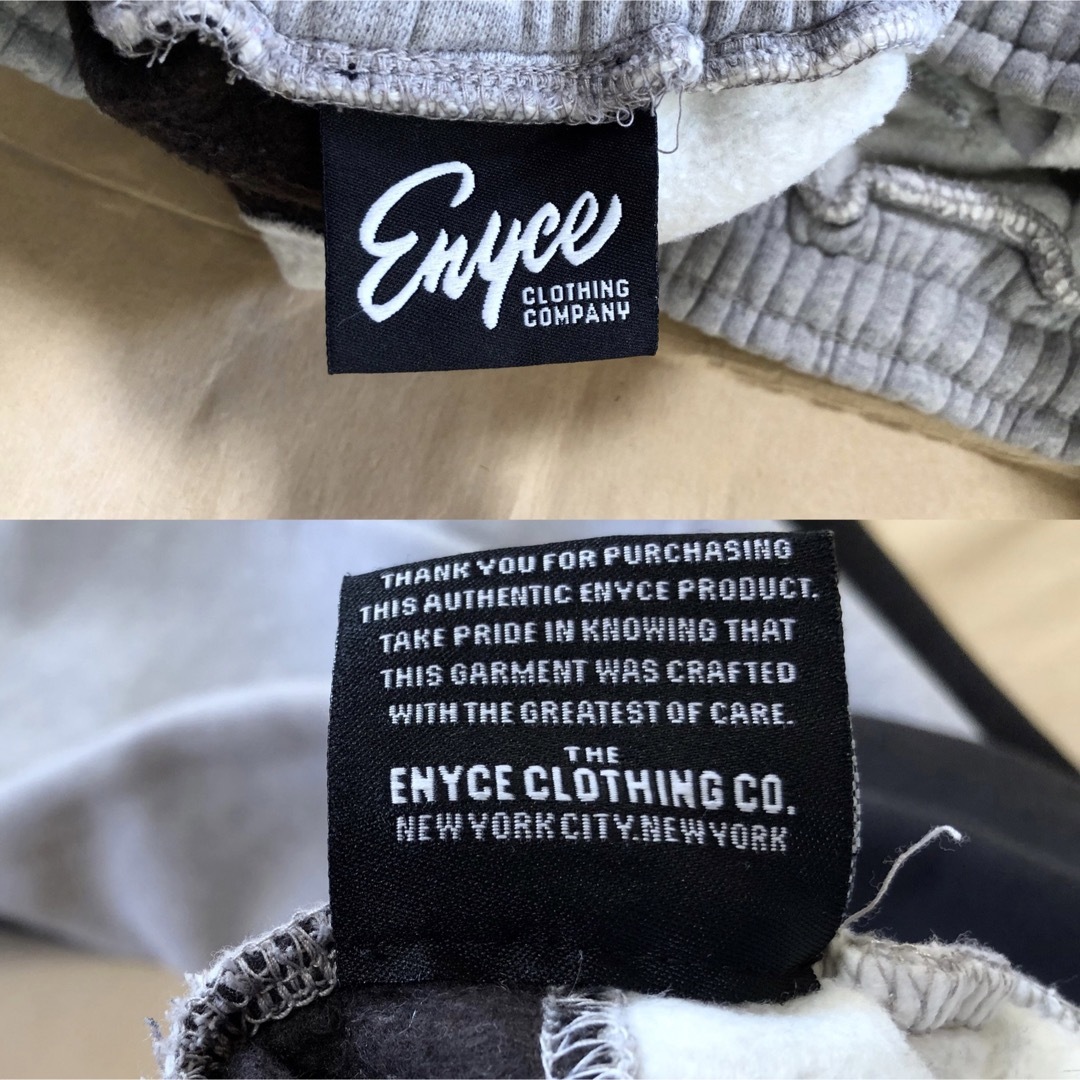 Enyce
CLOTHING
COMPANY
THANK YOU FOR PURCHASING
THIS AUTHENTIC ENYCE PRODUCT.
TAKE PRIDE IN KNOWING THAT
THIS GARMENT WAS CRAFTED
WITH THE GREATEST OF CARE.
THE
ENYCE CLOTHING CO.
NEW YORK CITY.NEW YORK